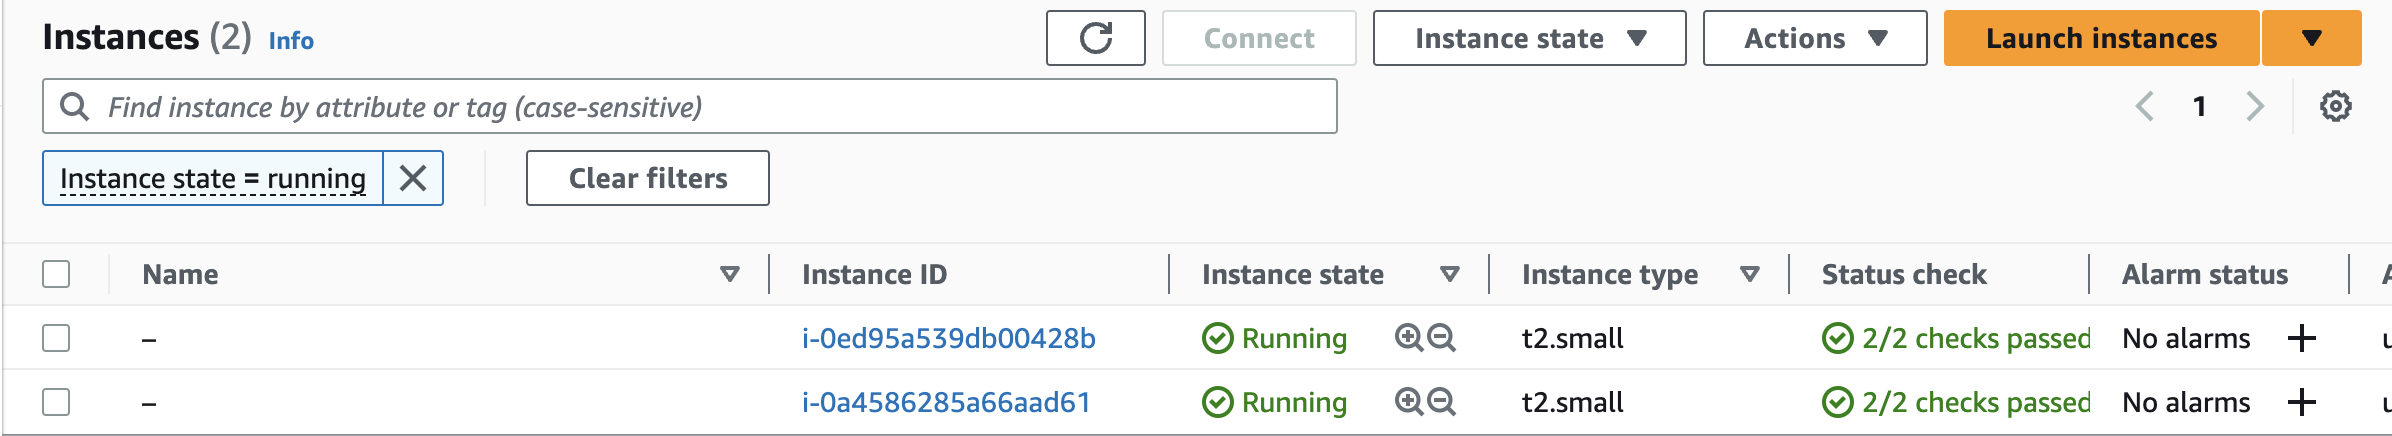 Instances (2) Info Connect Instance state Actions Launch instances
Find instance by attribute or tag (case-sensitive) 1
Instance state = running Clear filters
Name Instance ID Instance state Instance type Status check Alarm status
– i-0ed95a539db00428b Running t2.small 2/2 checks passed No alarms
– i-0a4586285a66aad61 Running t2.small 2/2 checks passed No alarms